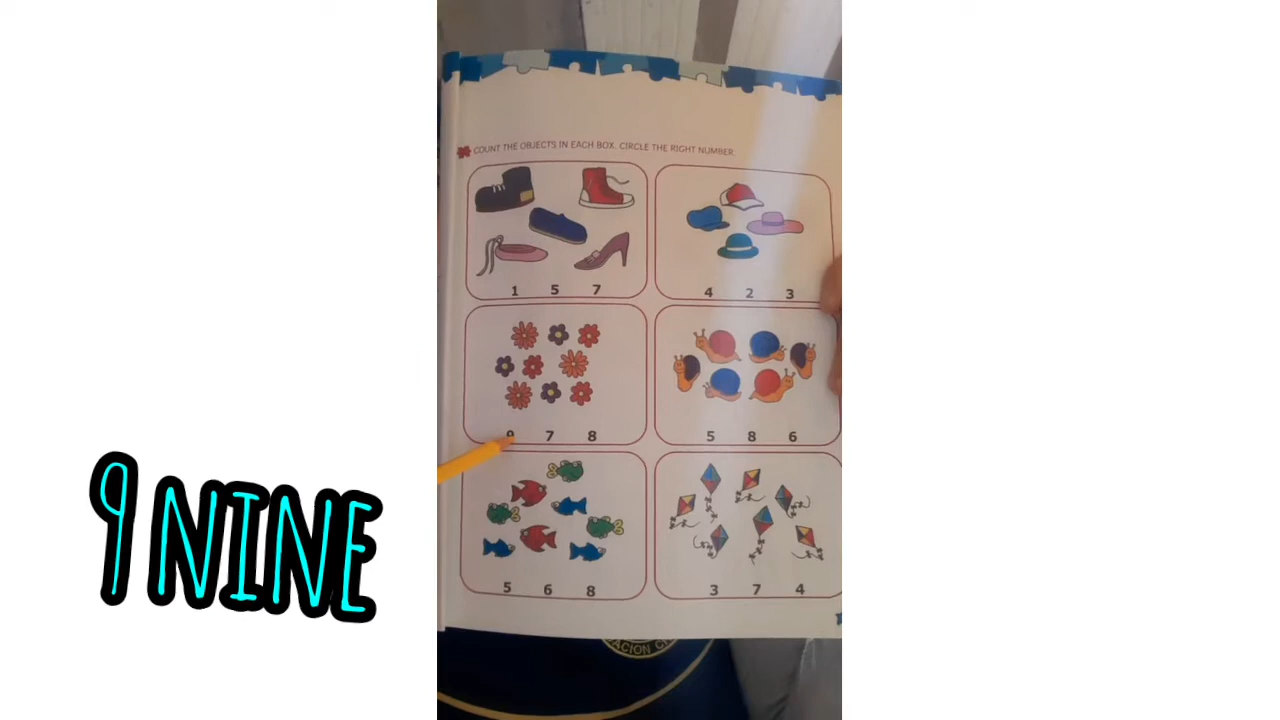 COUNT THE OBJECTS IN EACH BOX. CIRCLE THE RIGHT NUMBER.
1 5 7
4 2 3
9 7 8
5 8 6
9 NINE
5 6 8
3 7 4